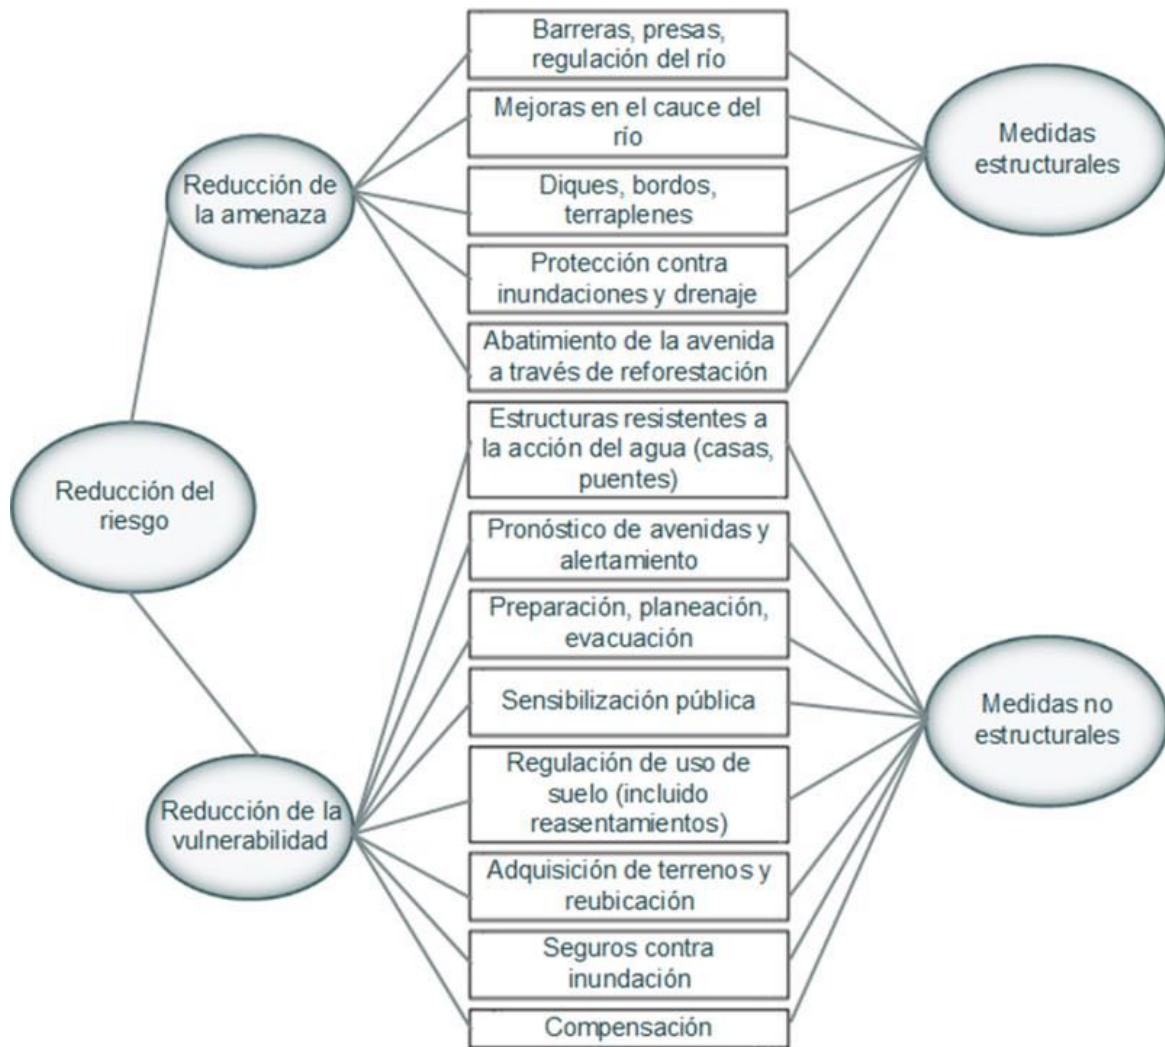 Barreras, presas,
regulación del río
Mejoras en el cauce del
río
Diques, bordos,
terraplenes
Protección contra
inundaciones y drenaje
Abatimiento de la avenida
a través de reforestación
Estructuras resistentes a
la acción del agua (casas,
puentes)
Pronóstico de avenidas y
alertamiento
Preparación, planeación,
evacuación
Sensibilización pública
Regulación de uso de
suelo (incluido
reasentamientos)
Adquisición de terrenos y
reubicación
Seguros contra
inundación
Compensación
Reducción de
la amenaza
Reducción del
riesgo
Reducción de la
vulnerabilidad
Medidas
estructurales
Medidas no
estructurales